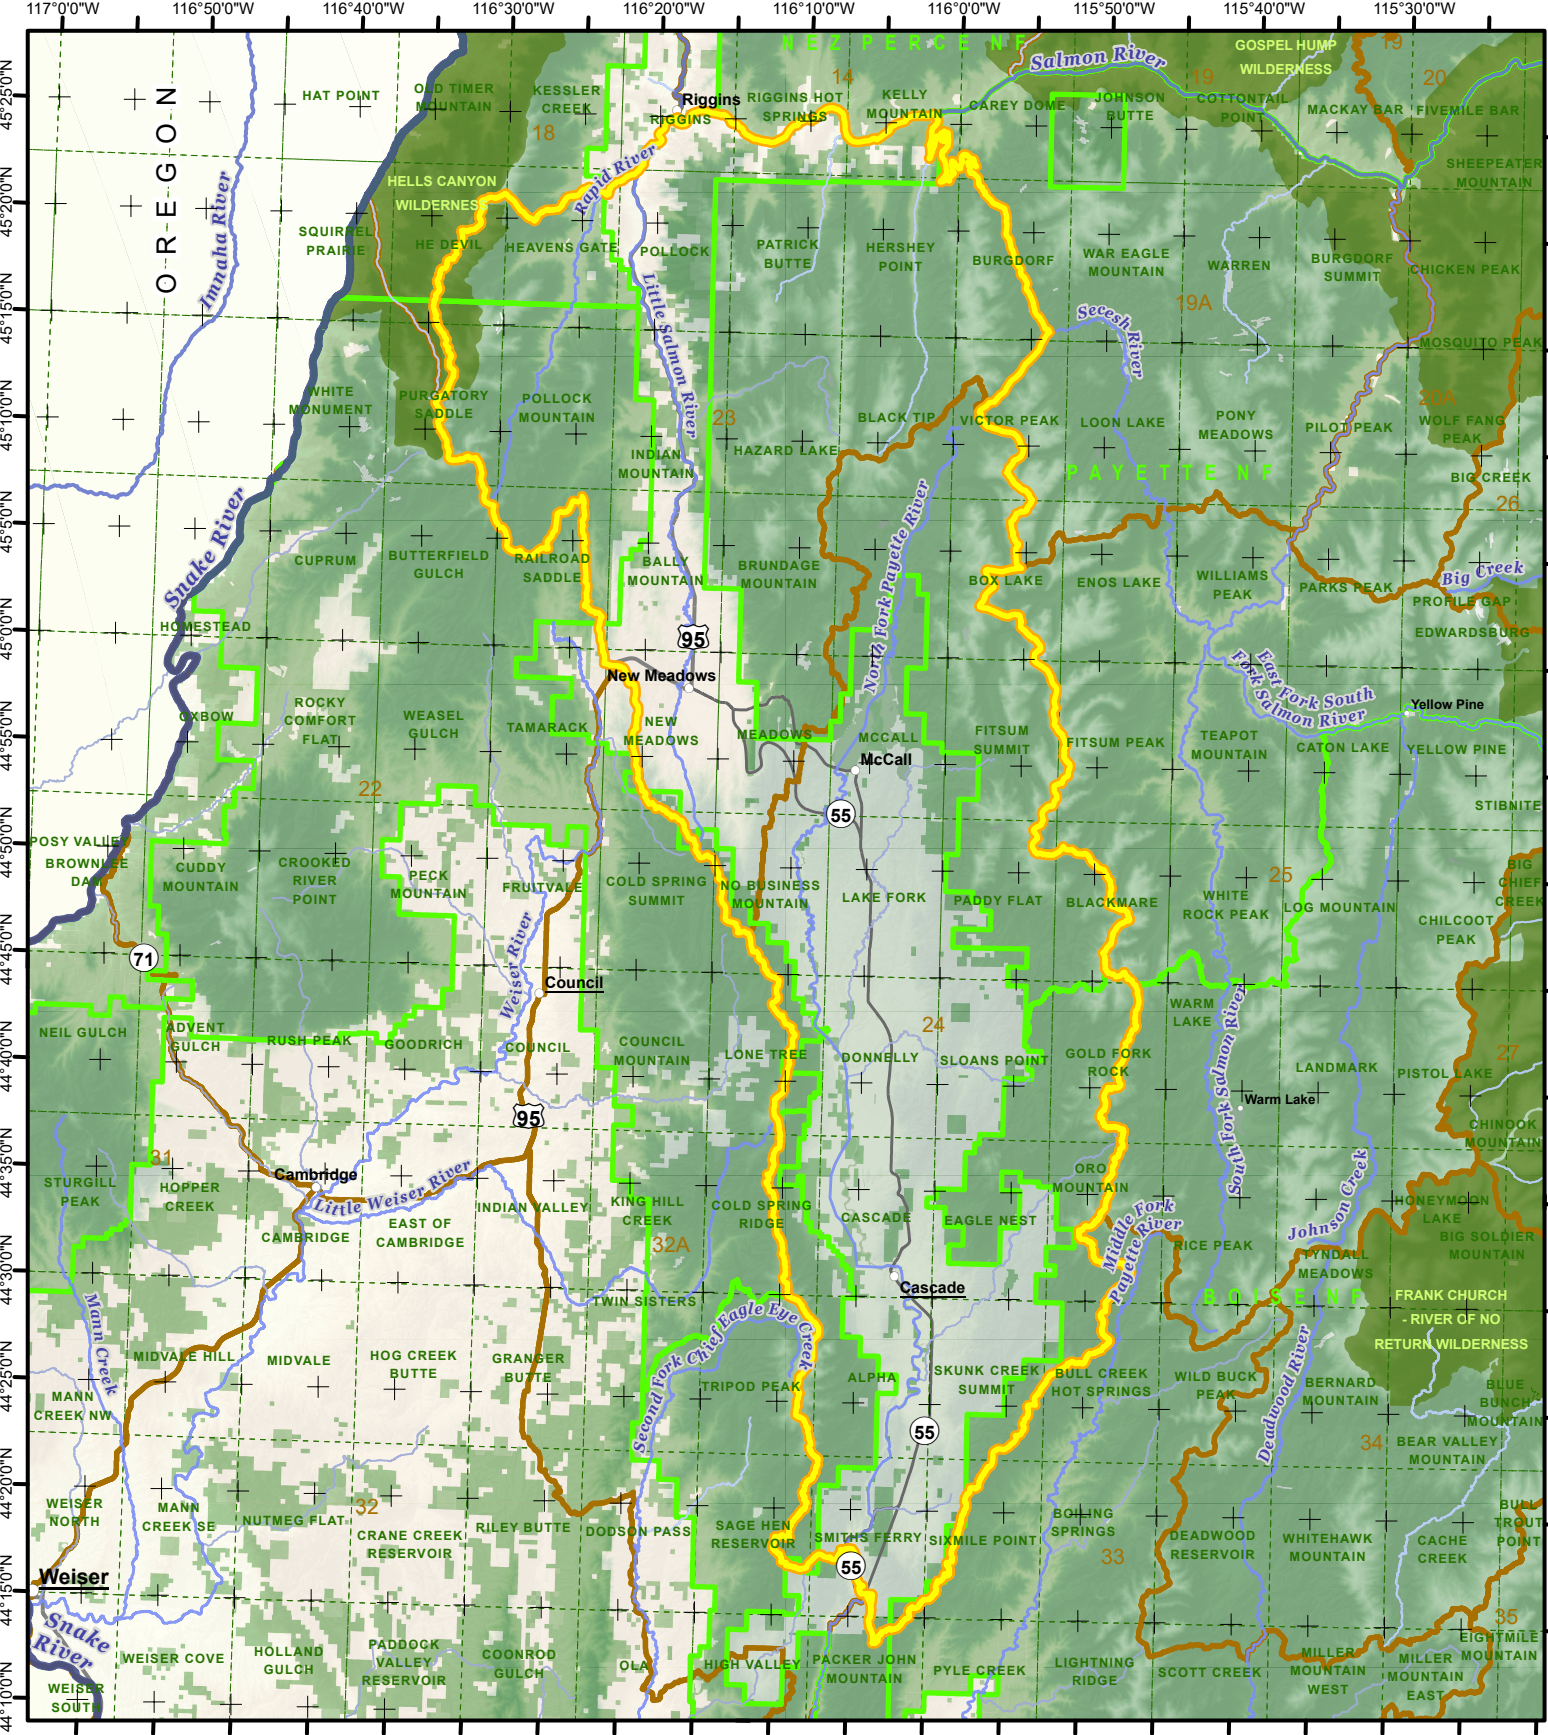 117°0'0"W 116°50'0"W 116°40'0"W 116°30'0"W 116°20'0"W 116°10'0"W 116°0'0"W 115°50'0"W 115°40'0"W 115°30'0"W
45°25'0"N
45°20'0"N
45°15'0"N
45°10'0"N
45°5'0"N
45°0'0"N
44°55'0"N
44°50'0"N
44°45'0"N
44°40'0"N
44°35'0"N
44°30'0"N
44°25'0"N
44°20'0"N
44°15'0"N
44°10'0"N
OREGON
Imnaha River
HAT POINT
OLD TIMER
MOUNTAIN
KESSLER
CREEK
18
Riggins
RIGGINS
NEZ PERCE NF
14
RIGGINS HOT
SPRINGS
KELLY
MOUNTAIN
Salmon River
CAREY DOME
JOHNSON
BUTTE
19
COTTONTAIL
POINT
GOSPEL HUMP
WILDERNESS
19
20
MACKAY BAR
FIVEMILE BAR
SHEEPEATER
MOUNTAIN
HELLS CANYON
WILDERNESS
Rapid River
SQUIRREL
PRAIRIE
HE DEVIL
HEAVENS GATE
POLLOCK
PATRICK
BUTTE
HERSHEY
POINT
BURGDORF
WAR EAGLE
MOUNTAIN
WARREN
BURGDORF
SUMMIT
CHICKEN PEAK
Little Salmon River
19A
Secesh River
MOSQUITO PEAK
WHITE
MONUMENT
PURGATORY
SADDLE
POLLOCK
MOUNTAIN
23
BLACK TIP
VICTOR PEAK
LOON LAKE
PONY
MEADOWS
PILOT PEAK
20A
WOLF FANG
PEAK
INDIAN
MOUNTAIN
HAZARD LAKE
PAYETTE NF
BIG CREEK
26
Snake River
CUPRUM
BUTTERFIELD
GULCH
RAILROAD
SADDLE
BALLY
MOUNTAIN
BRUNDAGE
MOUNTAIN
North Fork Payette River
BOX LAKE
ENOS LAKE
WILLIAMS
PEAK
PARKS PEAK
Big Creek
PROFILE GAP
EDWARDSBURG
HOMESTEAD
95
New Meadows
East Fork South
Fork Salmon River
Yellow Pine
OXBOW
ROCKY
COMFORT
FLAT
WEASEL
GULCH
TAMARACK
NEW
MEADOWS
MEADOWS
MCCALL
McCall
FITSUM
SUMMIT
FITSUM PEAK
TEAPOT
MOUNTAIN
CATON LAKE
YELLOW PINE
22
55
STIBNITE
POSY VALLEY
BROWNLEE
DAM
CUDDY
MOUNTAIN
CROOKED
RIVER
POINT
PECK
MOUNTAIN
FRUITVALE
COLD SPRING
SUMMIT
NO BUSINESS
MOUNTAIN
LAKE FORK
PADDY FLAT
BLACKMARE
WHITE
ROCK PEAK
25
LOG MOUNTAIN
BIG
CHIEF
CREEK
CHILCOOT
PEAK
71
Weiser River
Council
NEIL GULCH
ADVENT
GULCH
RUSH PEAK
GOODRICH
COUNCIL
COUNCIL
MOUNTAIN
LONE TREE
DONNELLY
24
SLOANS POINT
GOLD FORK
ROCK
WARM
LAKE
South Fork Salmon River
LANDMARK
27
PISTOL LAKE
Warm Lake
CHINOOK
MOUNTAIN
95
31
Cambridge
STURGILL
PEAK
HOPPER
CREEK
Little Weiser River
INDIAN VALLEY
KING HILL
CREEK
COLD SPRING
RIDGE
CASCADE
EAGLE NEST
ORO
MOUNTAIN
Middle Fork
Payette River
RICE PEAK
Johnson Creek
HONEYMOON
LAKE
BIG SOLDIER
MOUNTAIN
CAMBRIDGE
EAST OF
CAMBRIDGE
32A
TYNDALL
MEADOWS
Cascade
TWIN SISTERS
BOISE NF
FRANK CHURCH
- RIVER OF NO
RETURN WILDERNESS
Mann Creek
Second Fork Chief Eagle Eye Creek
Deadwood River
MIDVALE HILL
MIDVALE
HOG CREEK
BUTTE
GRANGER
BUTTE
TRIPOD PEAK
ALPHA
SKUNK CREEK
SUMMIT
BULL CREEK
HOT SPRINGS
WILD BUCK
PEAK
BERNARD
MOUNTAIN
BLUE
BUNCH
MOUNTAIN
MANN
CREEK NW
55
34
BEAR VALLEY
MOUNTAIN
WEISER
NORTH
MANN
CREEK SE
NUTMEG FLAT
32
CRANE CREEK
RESERVOIR
RILEY BUTTE
DODSON PASS
SAGE HEN
RESERVOIR
SMITHS FERRY
SIXMILE POINT
BOILING
SPRINGS
33
DEADWOOD
RESERVOIR
WHITEHAWK
MOUNTAIN
CACHE
CREEK
BULL
TROUT
POINT
55
Weiser
Snake
River
WEISER COVE
HOLLAND
GULCH
PADDOCK
VALLEY
RESERVOIR
COONROD
GULCH
OLA
HIGH VALLEY
PACKER JOHN
MOUNTAIN
PYLE CREEK
LIGHTNING
RIDGE
SCOTT CREEK
MILLER
MOUNTAIN
WEST
MILLER
MOUNTAIN
EAST
35
EIGHTMILE
MOUNTAIN
WEISER
SOUTH